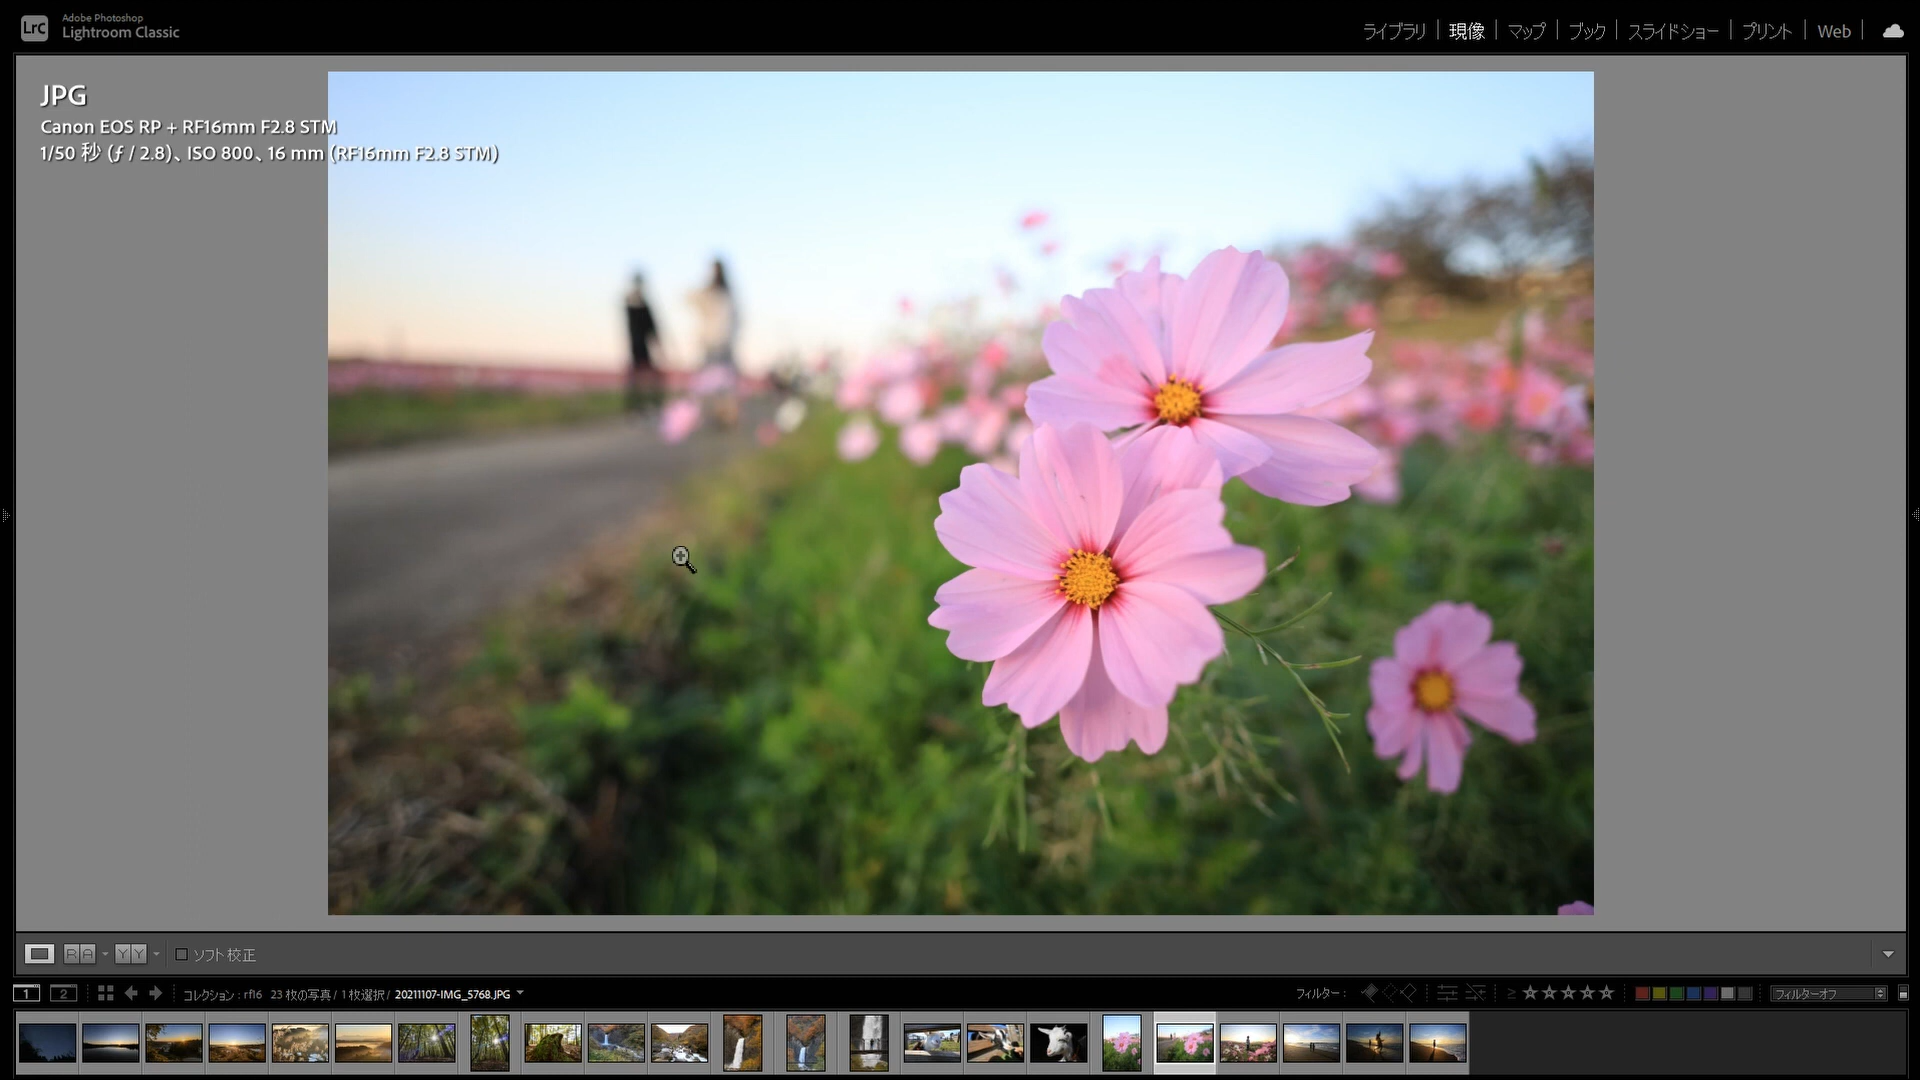 LrC
Adobe Photoshop
Lightroom Classic
ライブラリ 現像 マップ ブック スライドショー プリント Web
JPG
Canon EOS RP + RF16mm F2.8 STM
1/50 秒 (ƒ / 2.8)、ISO 800、16 mm (RF16mm F2.8 STM)
R A Y Y ソフト校正
1 2 コレクション : rf16 23 枚の写真 / 1 枚選択 / 20211107-IMG_5768.JPG フィルター : ≥ ★★★★★ フィルターオフ